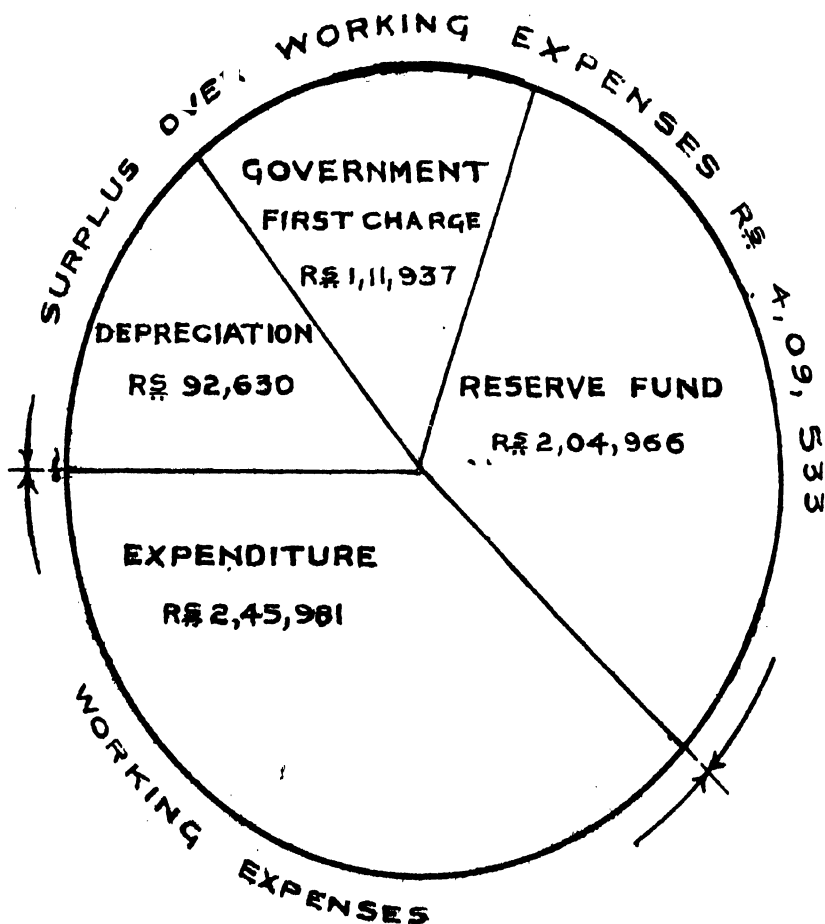 SURPLUS OVER WORKING EXPENSES RS 4,09,533
GOVERNMENT
FIRST CHARGE
RS 1,11,937
DEPRECIATION
RS 92,630
RESERVE FUND
RS 2,04,966
EXPENDITURE
RS 2,45,981
WORKING EXPENSES